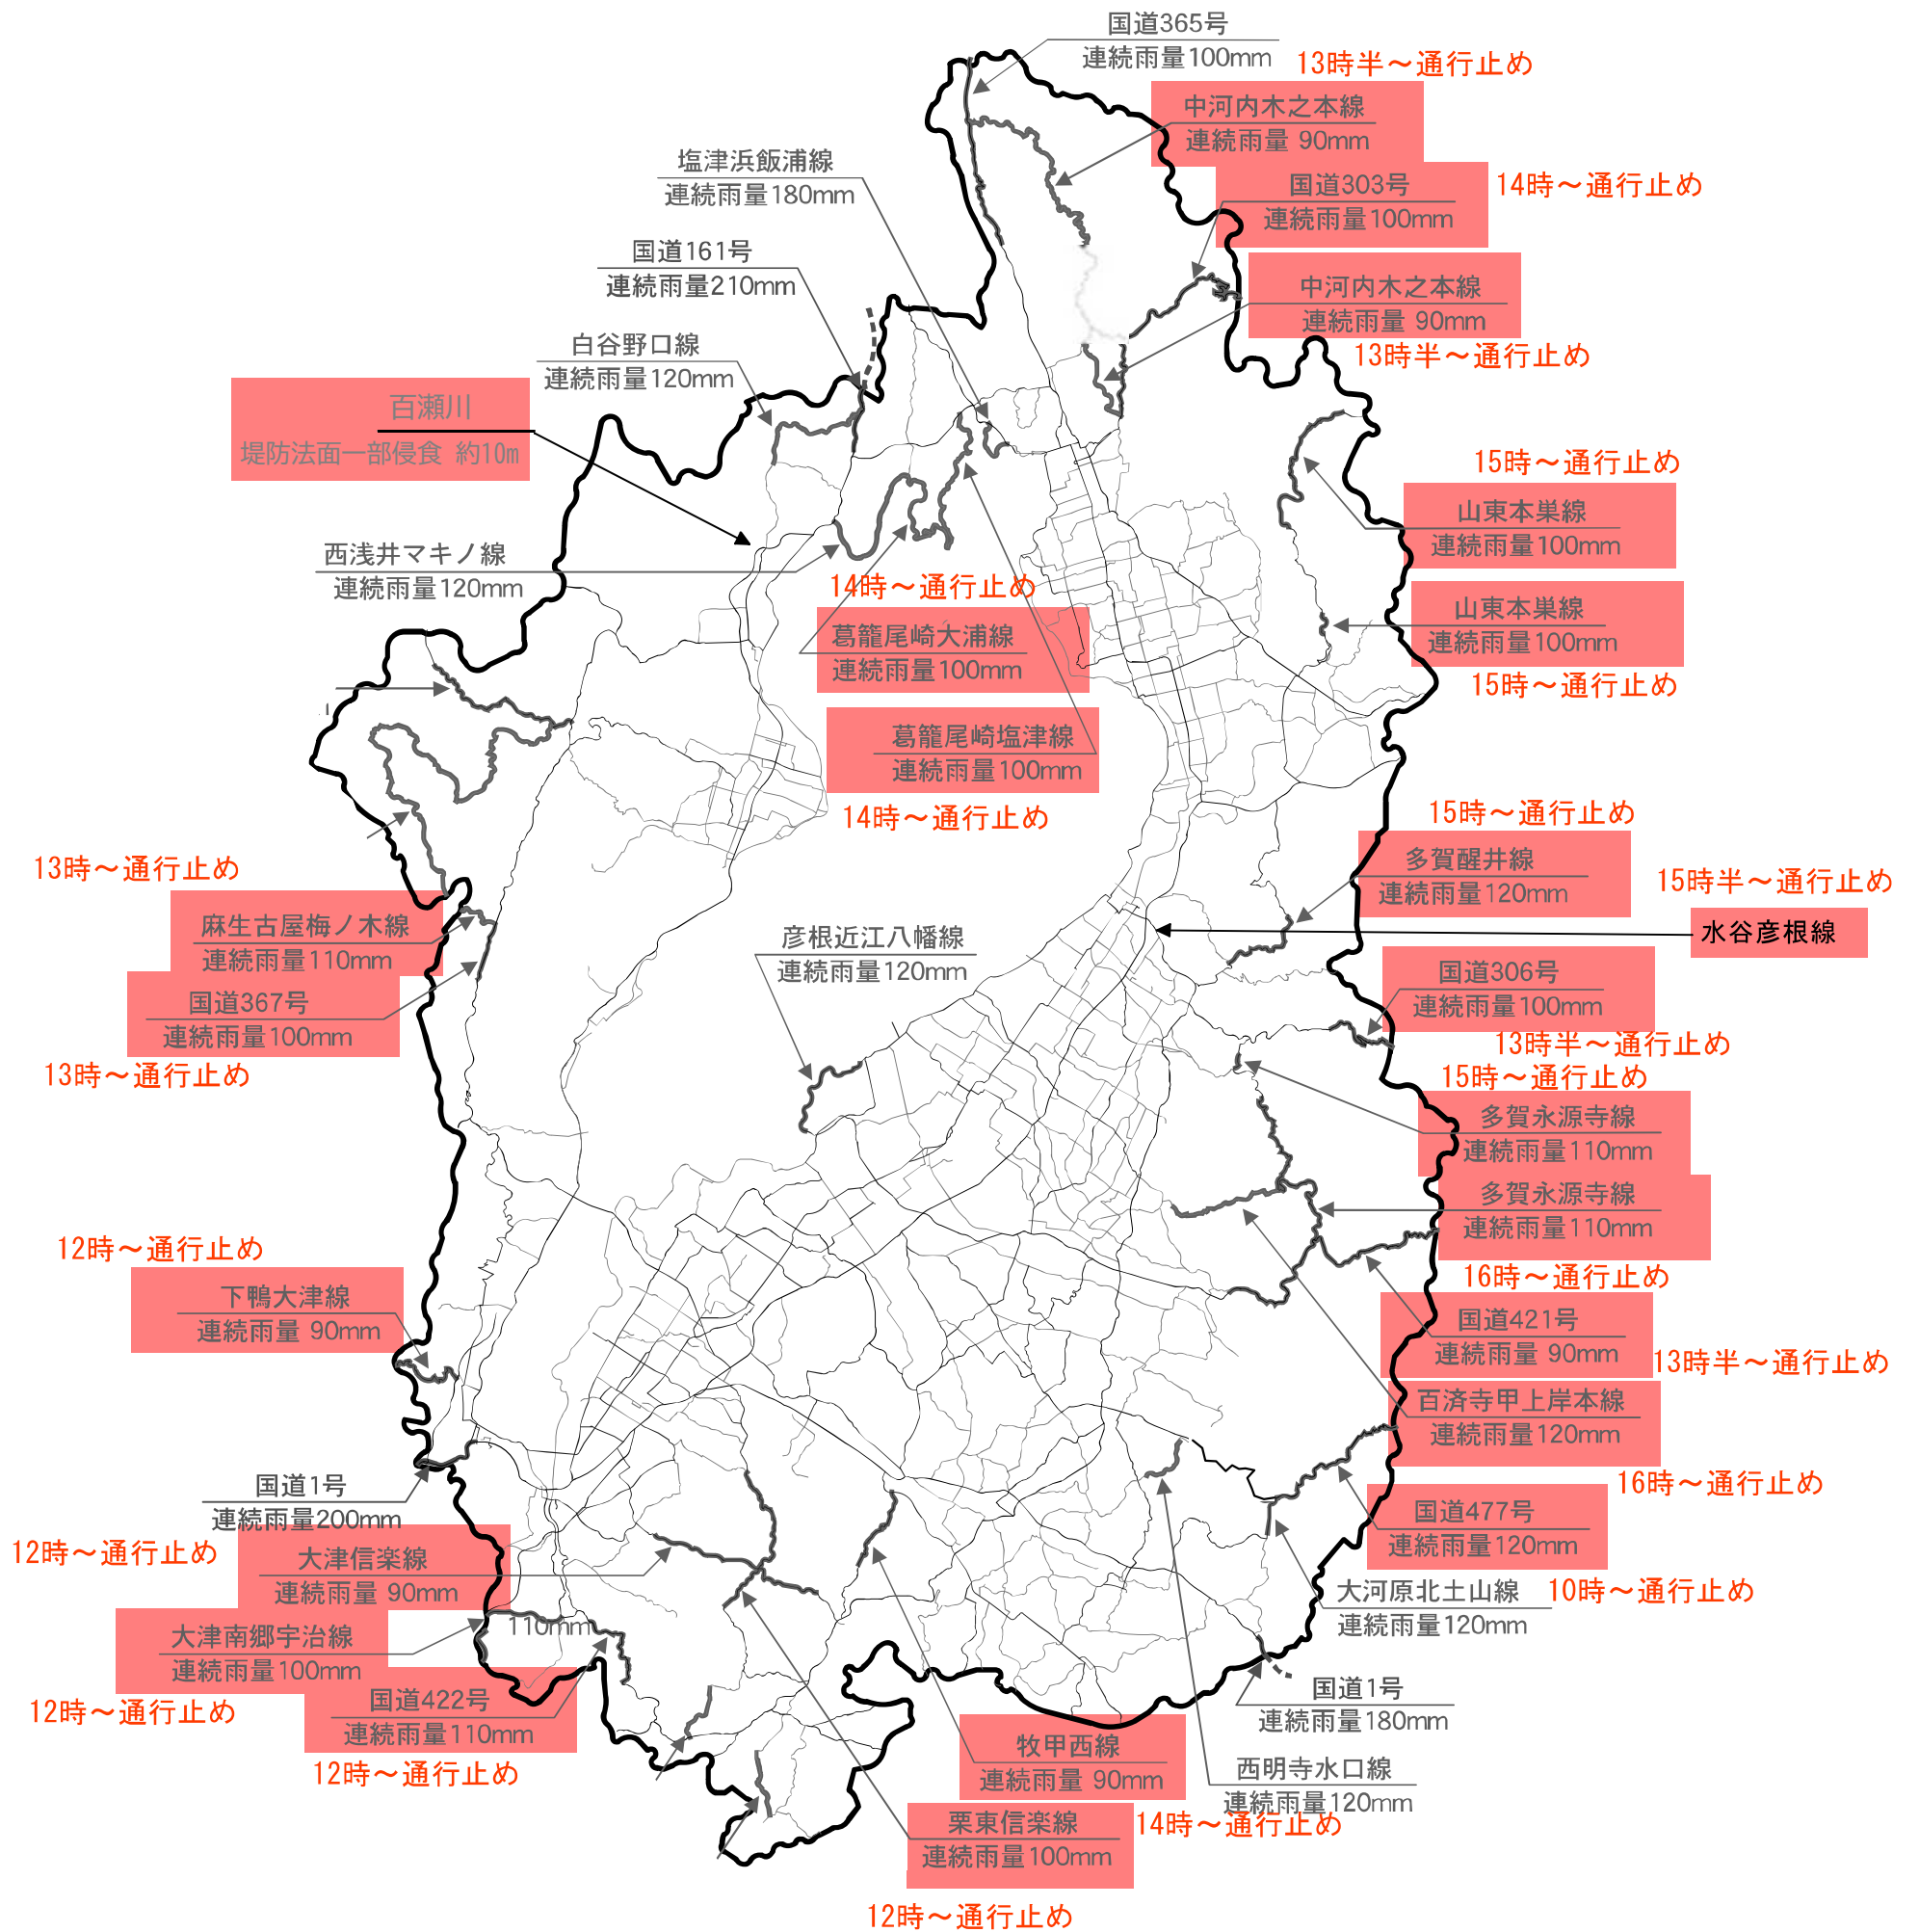 国道365号
連続雨量100mm
13時半～通行止め
中河内木之本線
連続雨量 90mm
塩津浜飯浦線
連続雨量180mm
国道303号
連続雨量100mm
14時～通行止め
国道161号
連続雨量210mm
中河内木之本線
連続雨量 90mm
13時半～通行止め
白谷野口線
連続雨量120mm
百瀬川
堤防法面一部侵食 約10m
15時～通行止め
山東本巣線
連続雨量100mm
西浅井マキノ線
連続雨量120mm
14時～通行止め
葛籠尾崎大浦線
連続雨量100mm
山東本巣線
連続雨量100mm
15時～通行止め
葛籠尾崎塩津線
連続雨量100mm
14時～通行止め
15時～通行止め
多賀醒井線
連続雨量120mm
13時～通行止め
麻生古屋梅ノ木線
連続雨量110mm
15時半～通行止め
水谷彦根線
彦根近江八幡線
連続雨量120mm
国道367号
連続雨量100mm
13時～通行止め
国道306号
連続雨量100mm
13時半～通行止め
15時～通行止め
多賀永源寺線
連続雨量110mm
多賀永源寺線
連続雨量110mm
16時～通行止め
12時～通行止め
下鴨大津線
連続雨量 90mm
国道421号
連続雨量 90mm
13時半～通行止め
百済寺甲上岸本線
連続雨量120mm
16時～通行止め
国道1号
連続雨量200mm
国道477号
連続雨量120mm
10時～通行止め
12時～通行止め
大津信楽線
連続雨量 90mm
大河原北土山線
連続雨量120mm
110mm
大津南郷宇治線
連続雨量100mm
12時～通行止め
国道422号
連続雨量110mm
12時～通行止め
国道1号
連続雨量180mm
牧甲西線
連続雨量 90mm
西明寺水口線
連続雨量120mm
14時～通行止め
栗東信楽線
連続雨量100mm
12時～通行止め